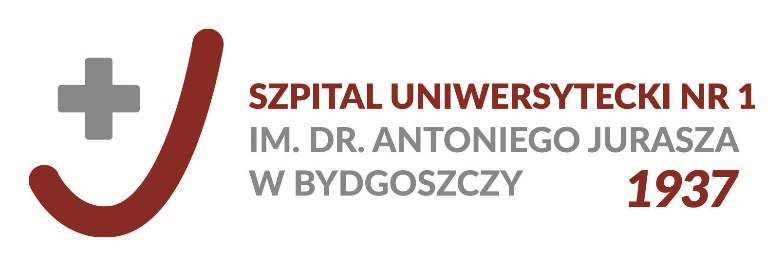 SZPITAL UNIWERSYTECKI NR 1
IM. DR. ANTONIEGO JURASZA
W BYDGOSZCZY
1937